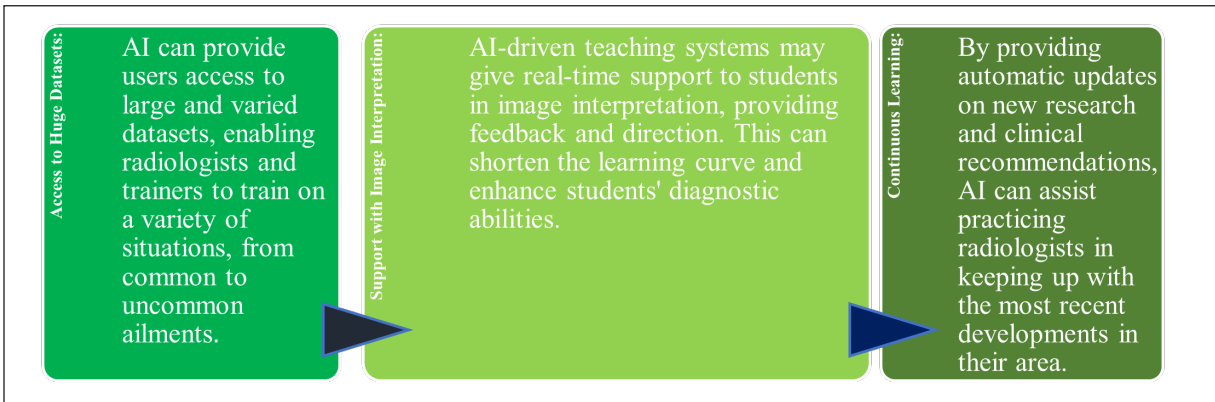 Access to Huge Datasets:
AI can provide
users access to
large and varied
datasets, enabling
radiologists and
trainers to train on
a variety of
situations, from
common to
uncommon
ailments.
Support with Image Interpretation:
AI-driven teaching systems may
give real-time support to students
in image interpretation, providing
feedback and direction. This can
shorten the learning curve and
enhance students' diagnostic
abilities.
Continuous Learning:
By providing
automatic updates
on new research
and clinical
recommendations,
AI can assist
practicing
radiologists in
keeping up with
the most recent
developments in
their area.